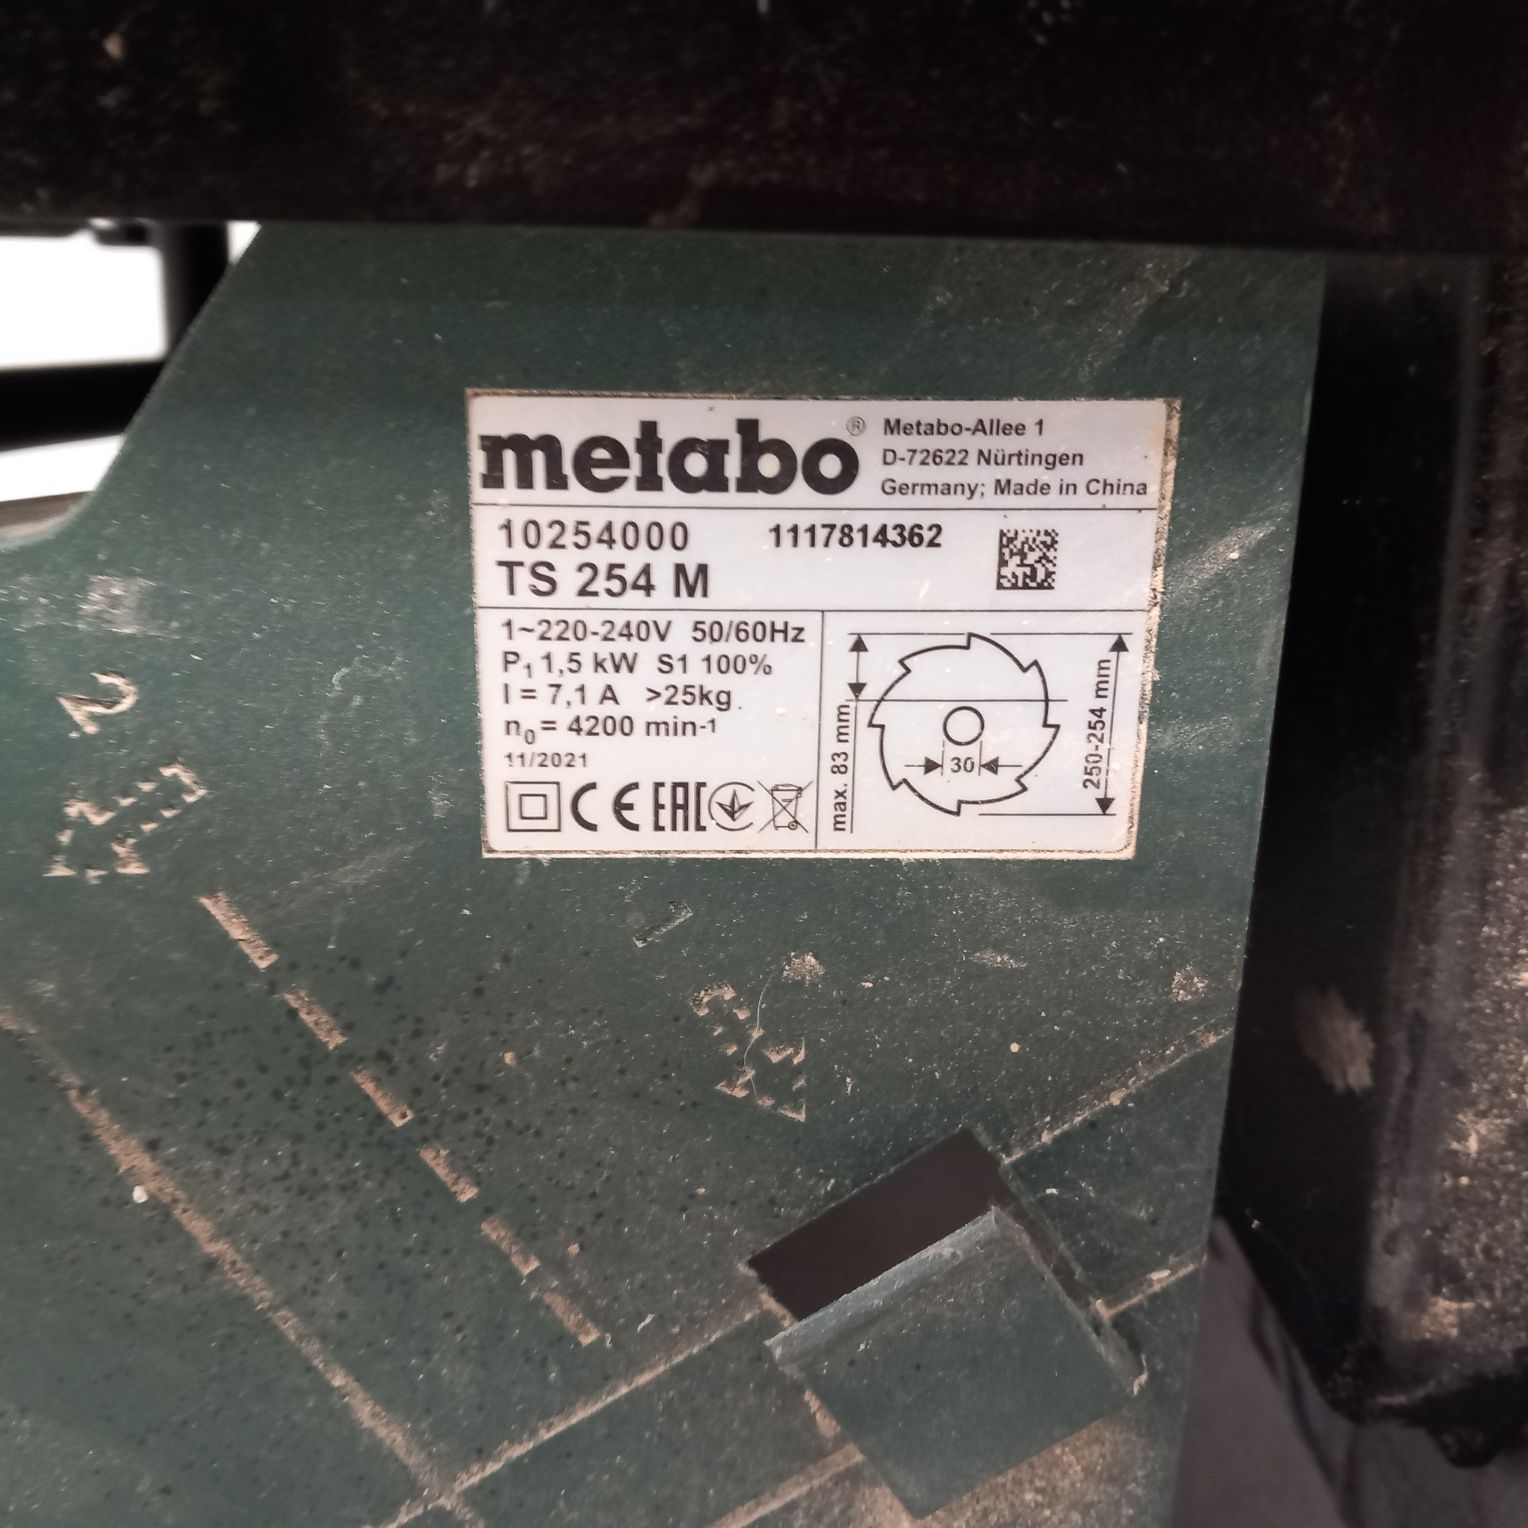 metabo®
Metabo-Allee 1
D-72622 Nürtingen
Germany; Made in China
10254000 1117814362
TS 254 M
1~220-240V 50/60Hz
P1 1,5 kW S1 100%
I = 7,1 A >25kg
n0 = 4200 min-1
11/2021
CE EAC
max. 83 mm
30
250-254 mm
2